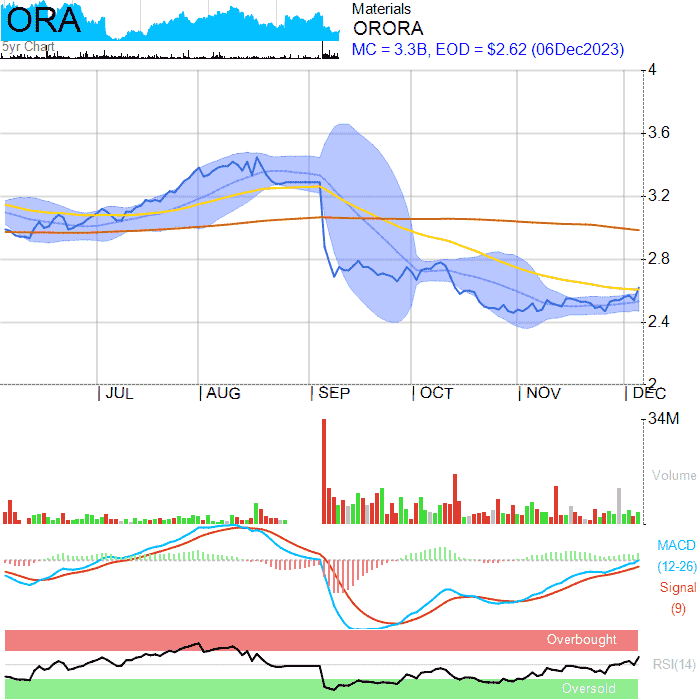 ORA
5yr Chart
Materials
ORORA
MC = 3.3B, EOD = $2.62 (06Dec2023)
4
3.6
3.2
2.8
2.4
2
JUL AUG SEP OCT NOV DEC
34M
Volume
MACD
(12-26)
Signal
(9)
Overbought
RSI(14)
Oversold